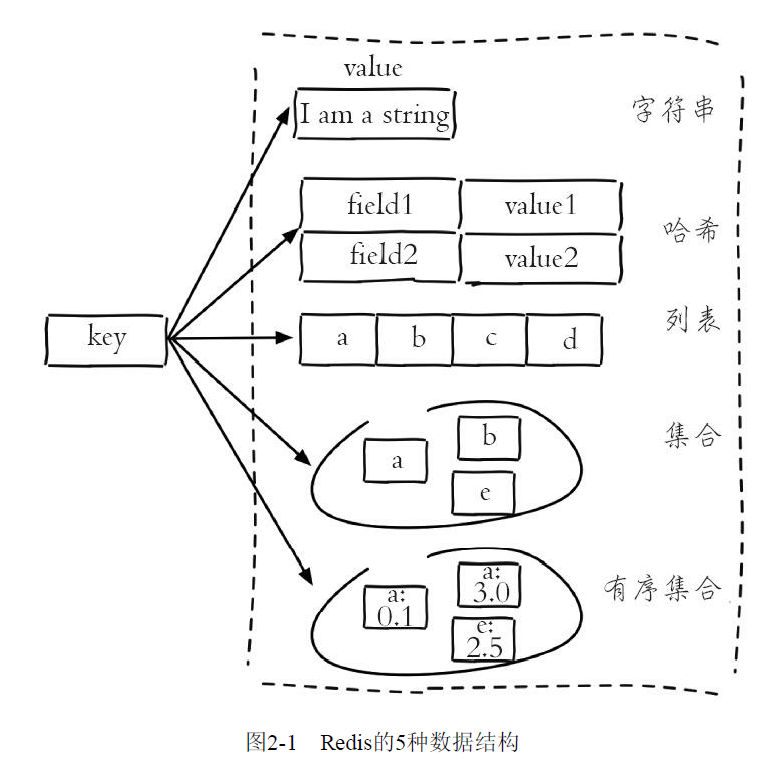 value
I am a string
字符串
field1 value1
哈希
field2 value2
key
a b c d
列表
a
b
e
集合
a:
0.1
a:
3.0
e:
2.5
有序集合
图2-1 Redis的5种数据结构